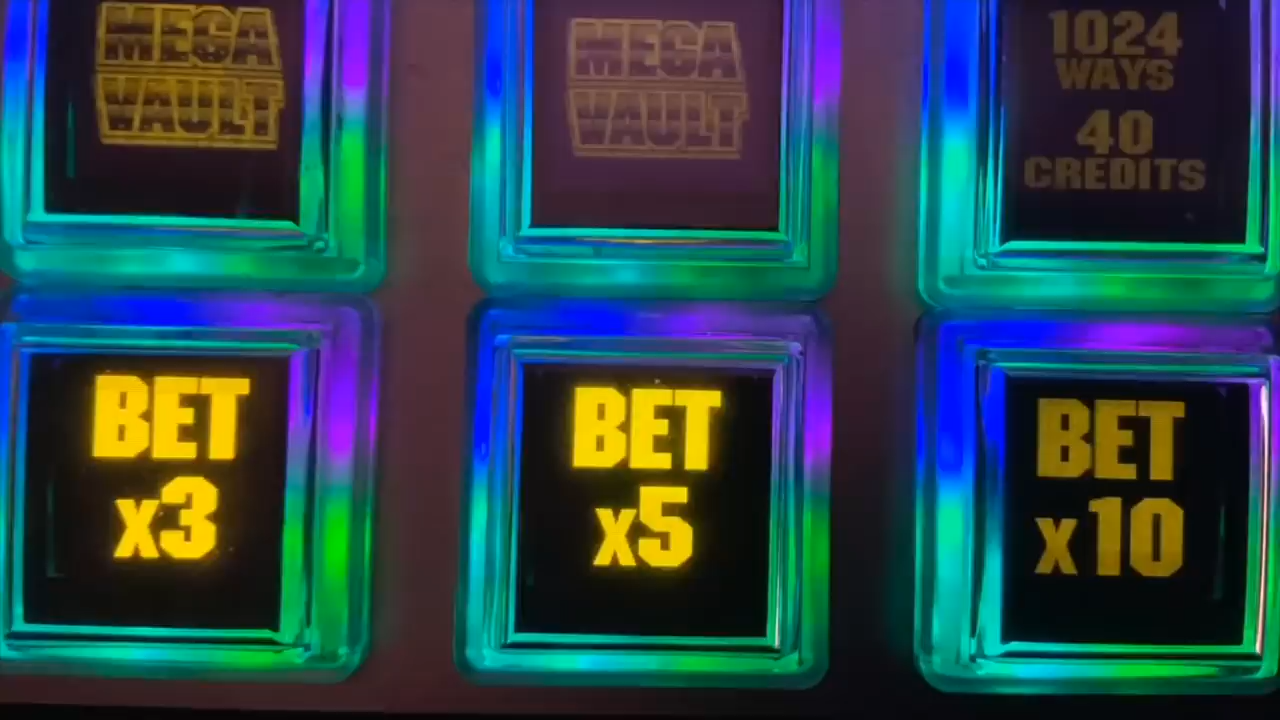 MEGA
VAULT
MEGA
VAULT
1024
WAYS
40
CREDITS
BET
x3
BET
x5
BET
x10